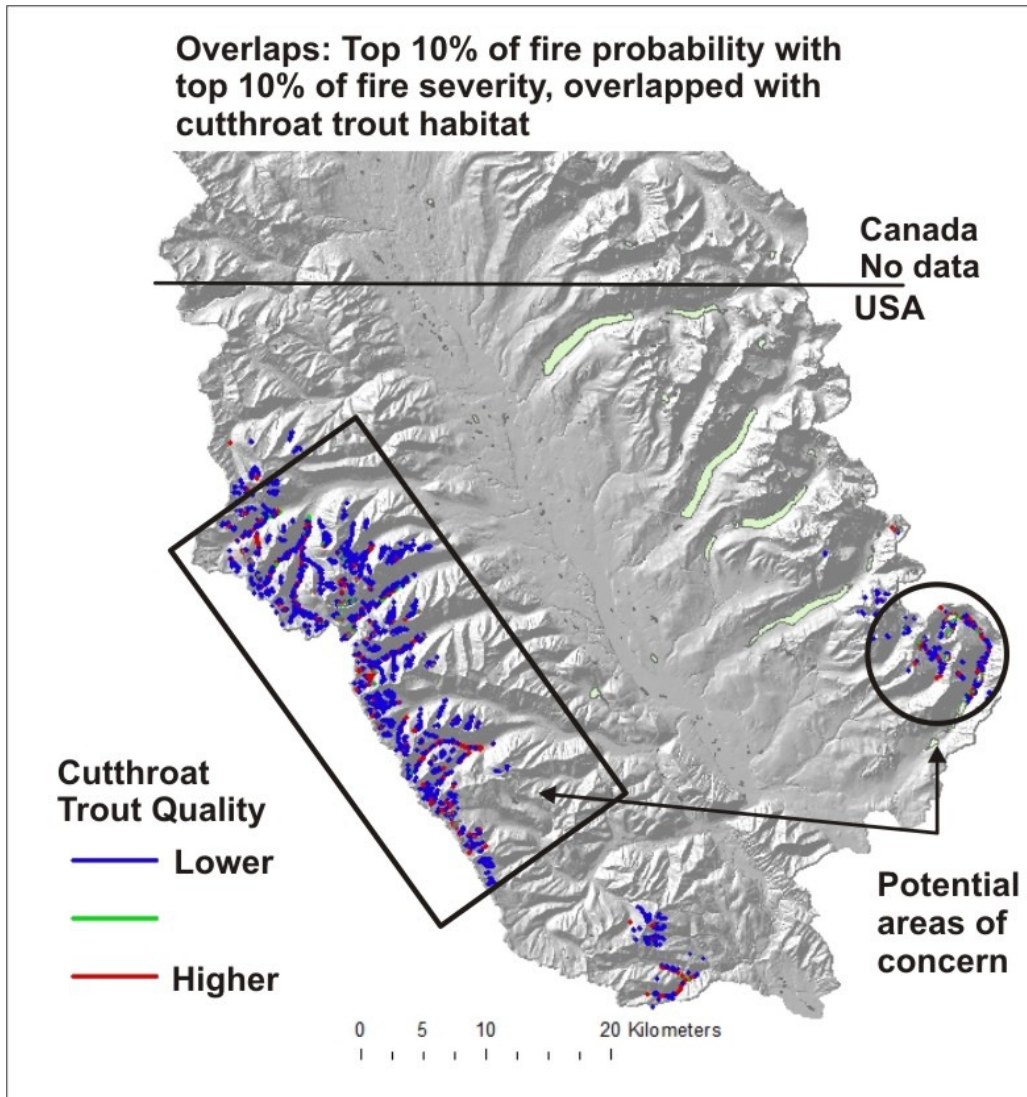 Overlaps: Top 10% of fire probability with
top 10% of fire severity, overlapped with
cutthroat trout habitat
Canada
No data
USA
Cutthroat
Trout Quality
Lower
Higher
Potential
areas of
concern
0 5 10 20 Kilometers